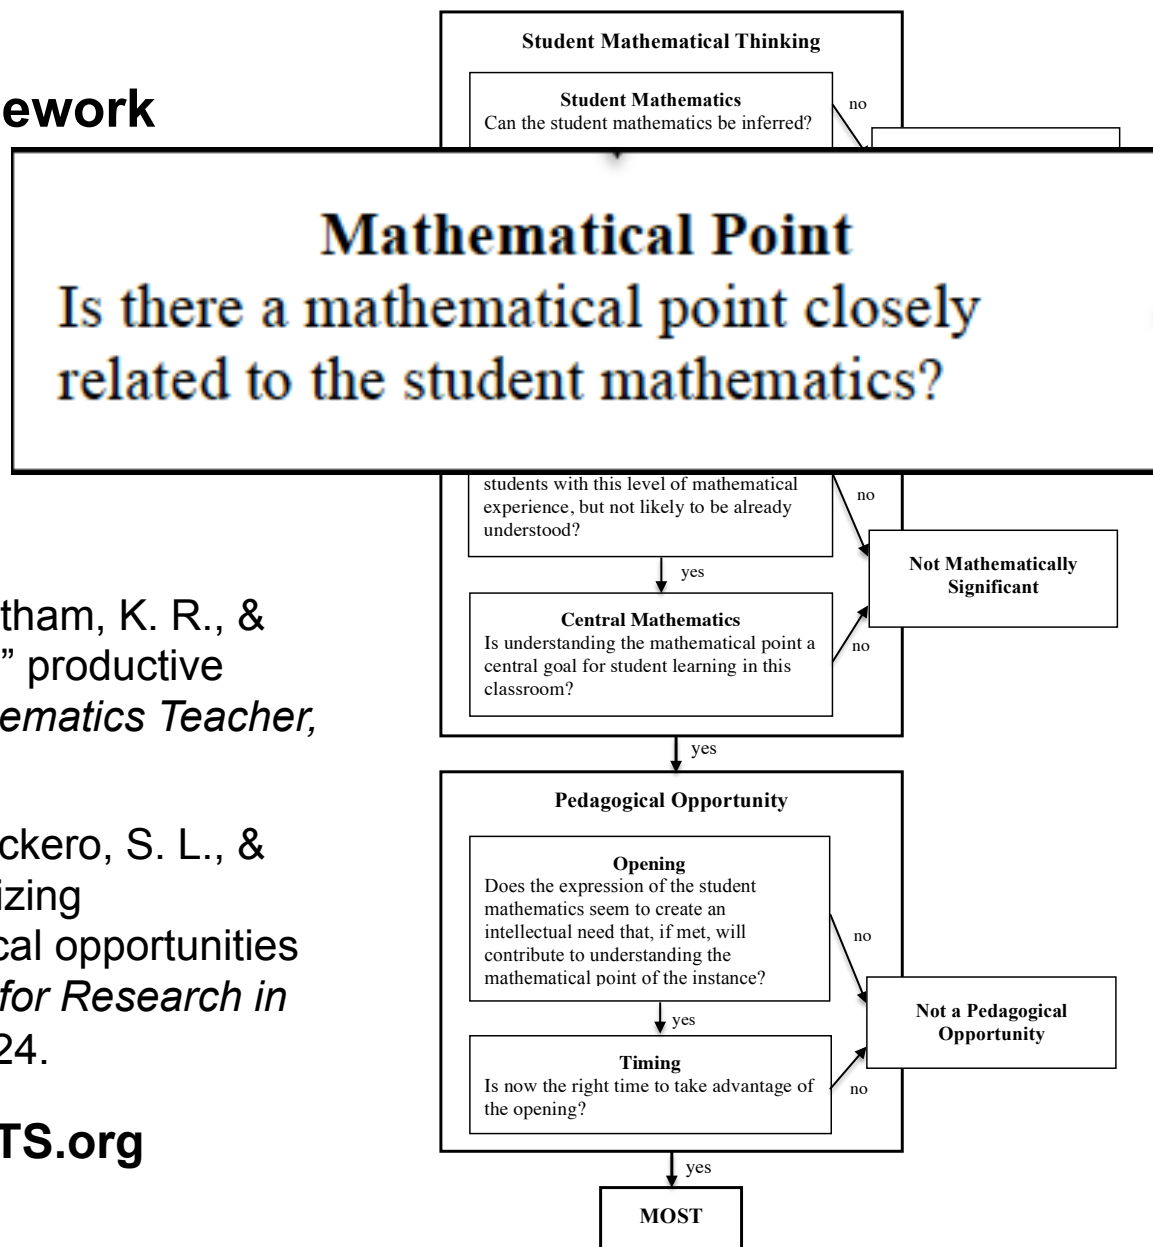 ework
tham, K. R., &
” productive
ematics Teacher,
ckero, S. L., &
izing
cal opportunities
for Research in
24.
TS.org
Student Mathematical Thinking
Student Mathematics
Can the student mathematics be inferred?
no
Mathematical Point
Is there a mathematical point closely
related to the student mathematics?
students with this level of mathematical
experience, but not likely to be already
understood?
no
Not Mathematically
Significant
yes
Central Mathematics
Is understanding the mathematical point a
central goal for student learning in this
classroom?
no
yes
Pedagogical Opportunity
Opening
Does the expression of the student
mathematics seem to create an
intellectual need that, if met, will
contribute to understanding the
mathematical point of the instance?
no
Not a Pedagogical
Opportunity
yes
Timing
Is now the right time to take advantage of
the opening?
no
yes
MOST